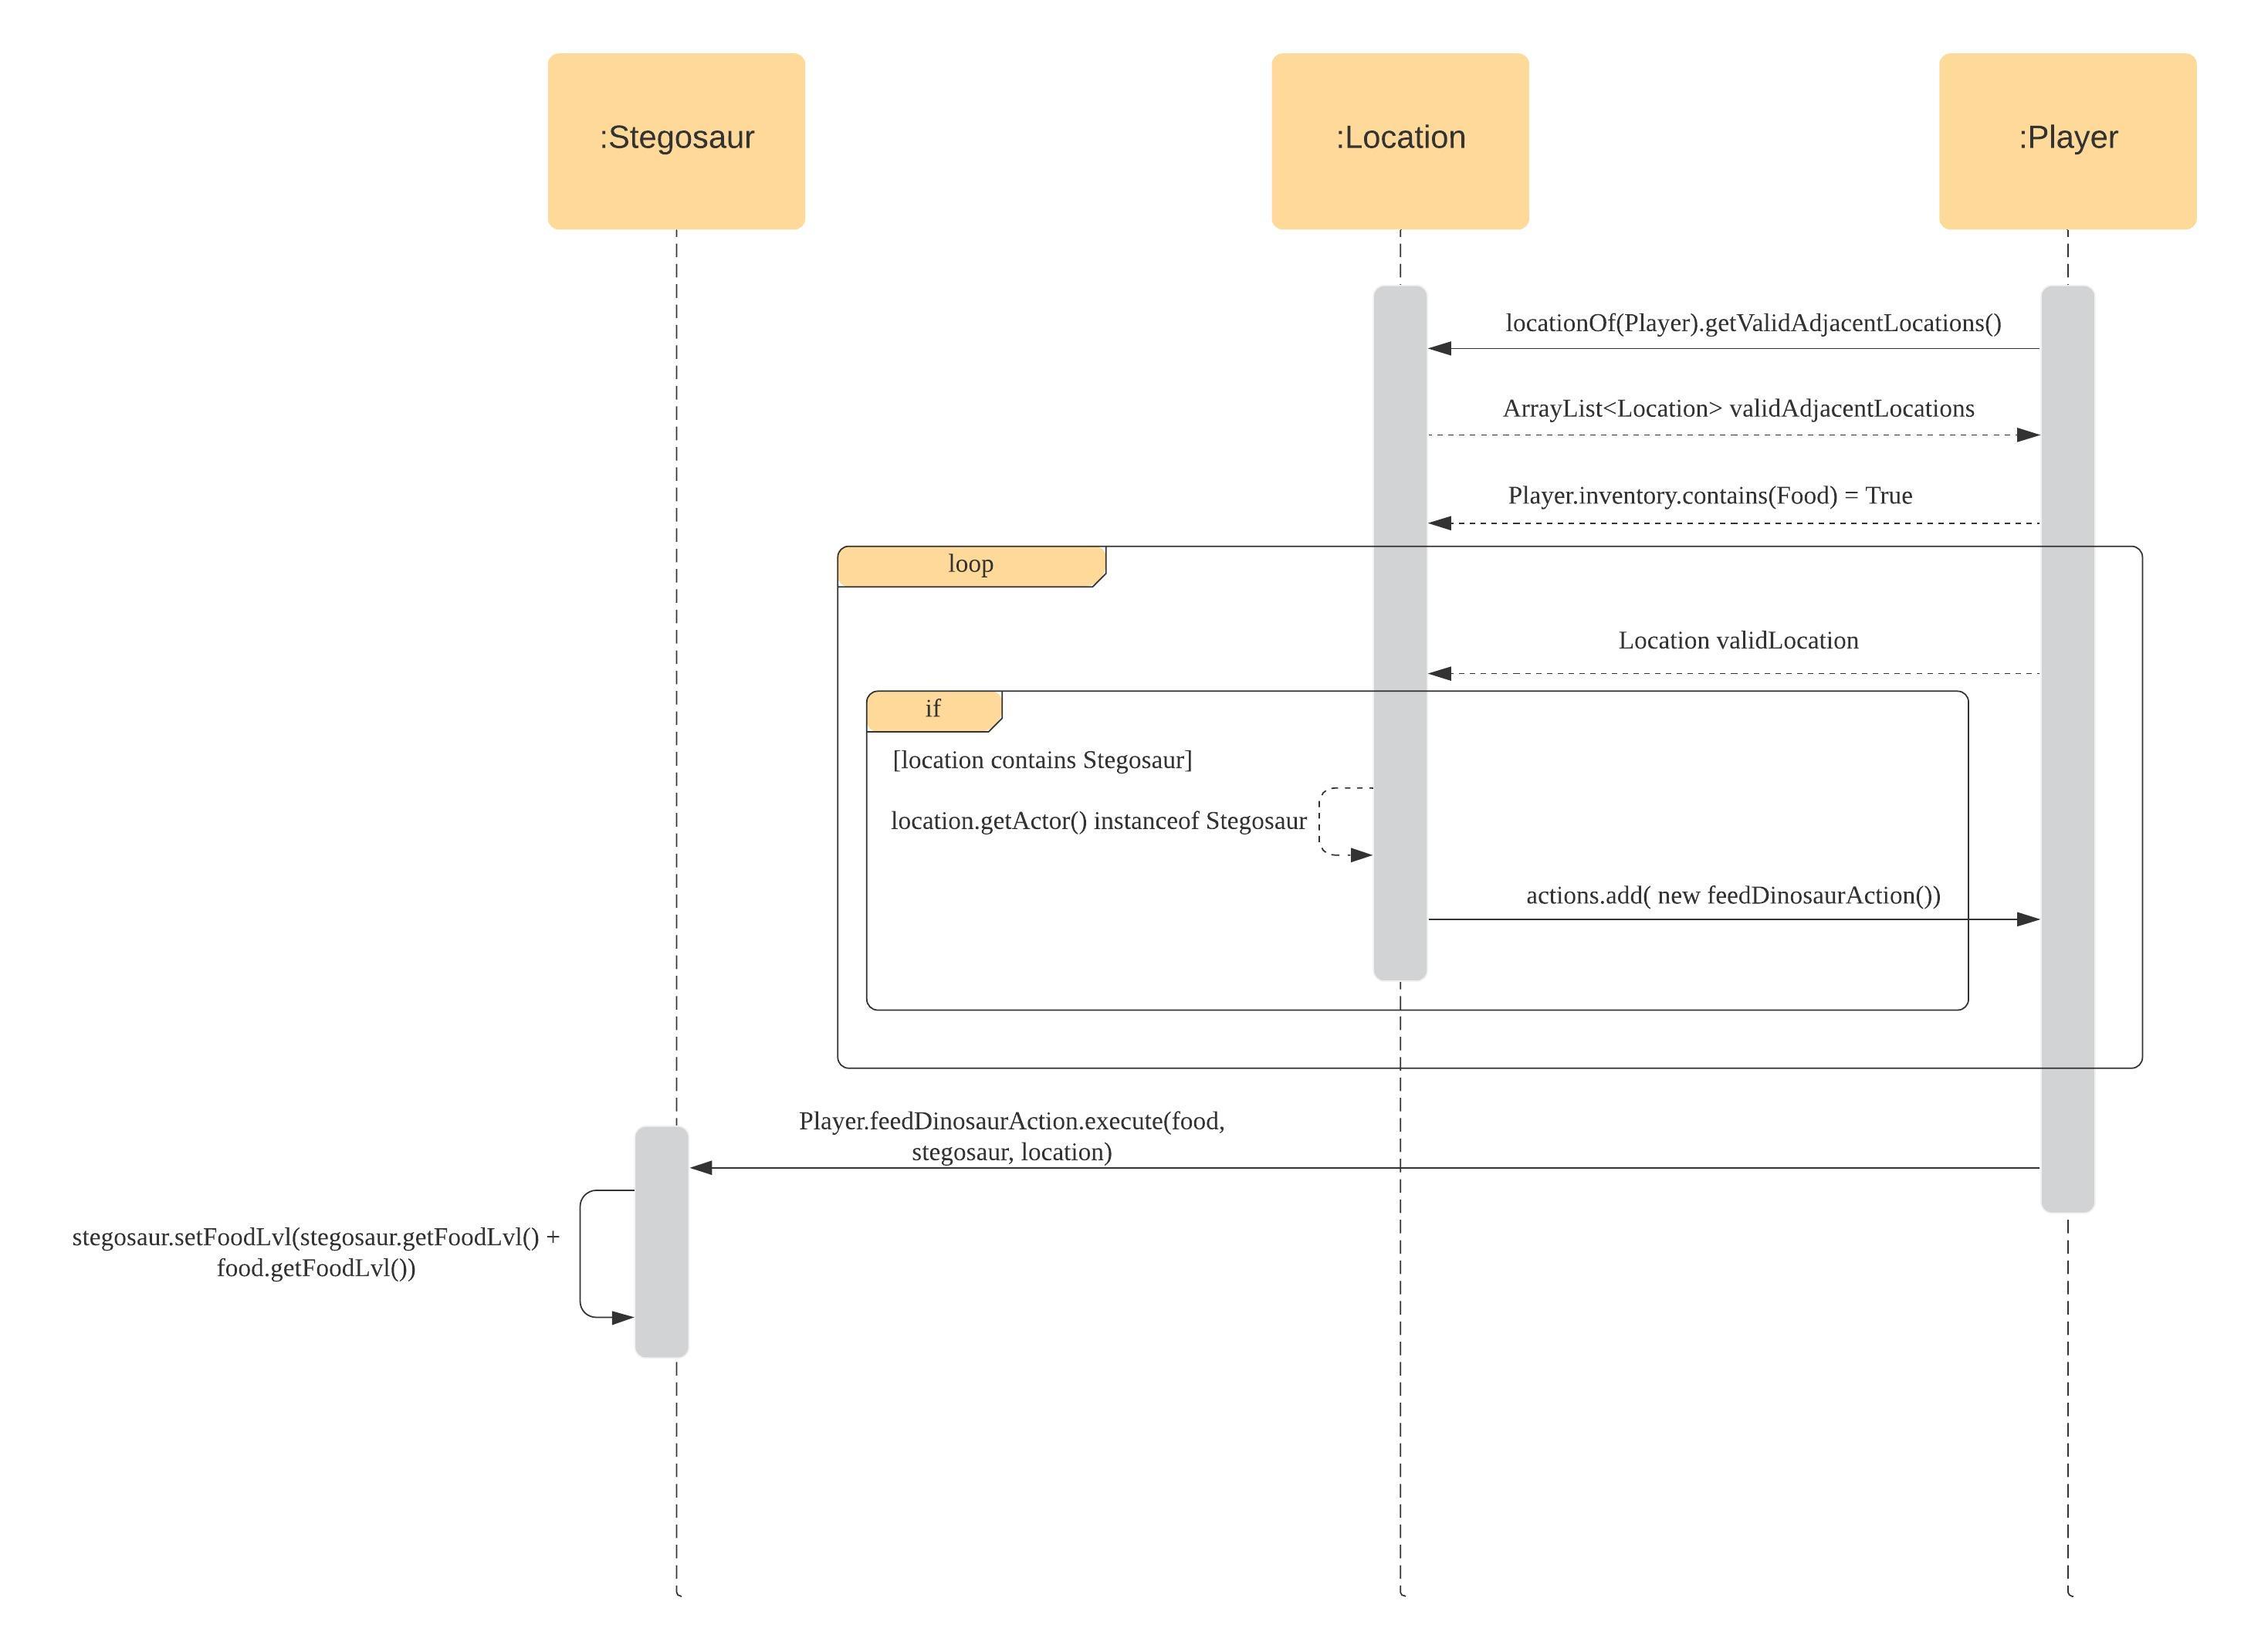 :Stegosaur
:Location
:Player
locationOf(Player).getValidAdjacentLocations()
ArrayList<Location> validAdjacentLocations
Player.inventory.contains(Food) = True
loop
Location validLocation
if
[location contains Stegosaur]
location.getActor() instanceof Stegosaur
actions.add( new feedDinosaurAction())
Player.feedDinosaurAction.execute(food,
stegosaur, location)
stegosaur.setFoodLvl(stegosaur.getFoodLvl() +
food.getFoodLvl())